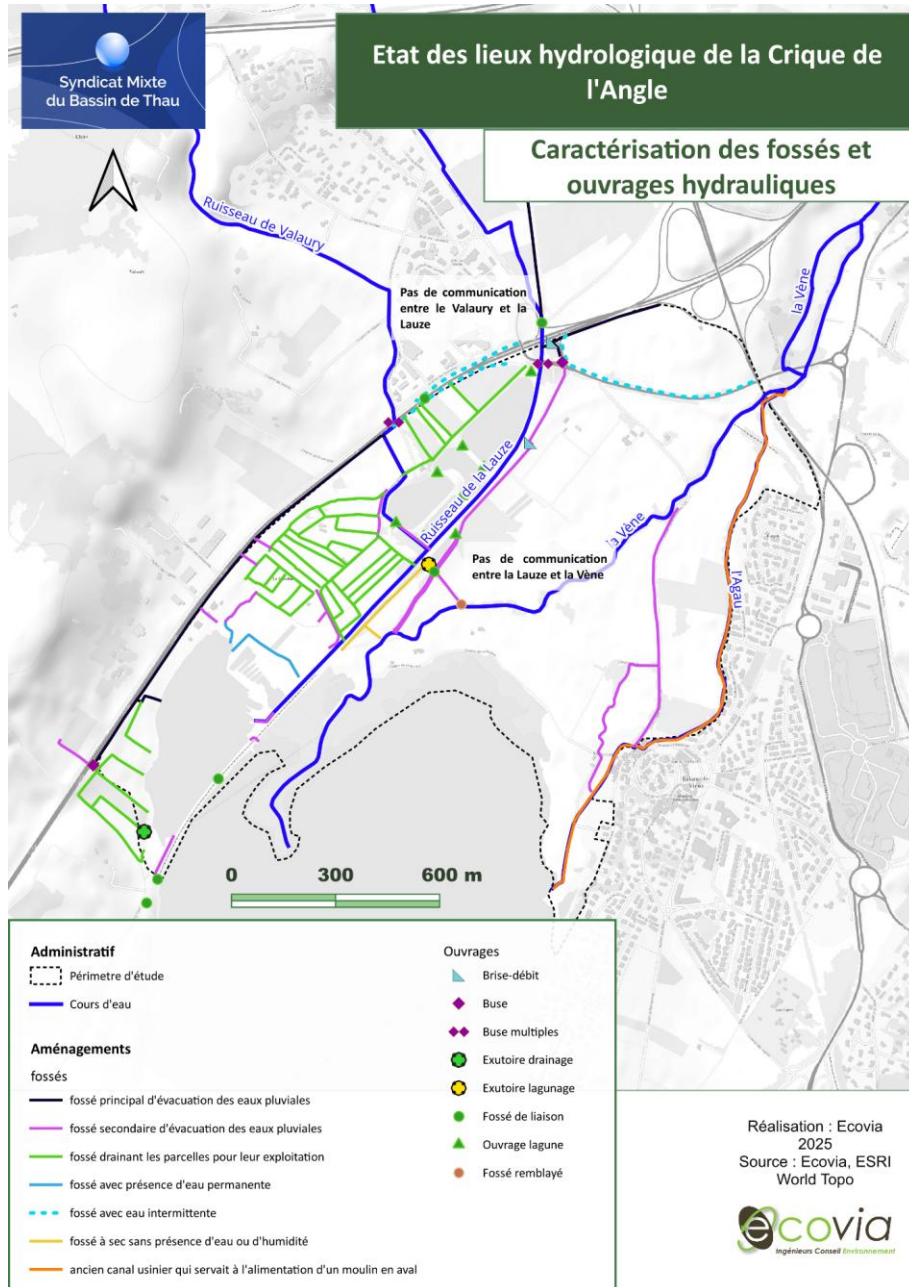 Syndicat Mixte
du Bassin de Thau
Etat des lieux hydrologique de la Crique de
l'Angle
Caractérisation des fossés et
ouvrages hydrauliques
Ruisseau de Valaury
la Vène
Pas de communication
entre le Valaury et la
Lauze
Ruisseau de la Lauze
la Vène
Pas de communication
entre la Lauze et la Vène
l'Agau
0 300 600 m
Administratif
Périmetre d'étude
Cours d'eau
Aménagements
fossés
fossé principal d'évacuation des eaux pluviales
fossé secondaire d'évacuation des eaux pluviales
fossé drainant les parcelles pour leur exploitation
fossé avec présence d'eau permanente
fossé avec eau intermittente
fossé à sec sans présence d'eau ou d'humidité
ancien canal usinier qui servait à l'alimentation d'un moulin en aval
Ouvrages
Brise-débit
Buse
Buse multiples
Exutoire drainage
Exutoire lagunage
Fossé de liaison
Ouvrage lagune
Fossé remblayé
Réalisation : Ecovia
2025
Source : Ecovia, ESRI
World Topo
ecovia
Ingénieurs Conseil Environnement